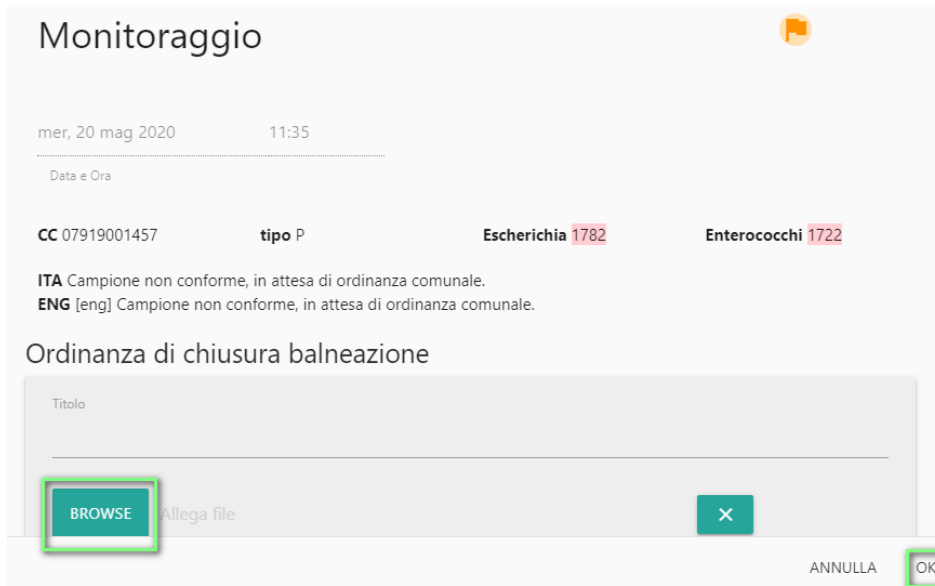 Monitoraggio
mer, 20 mag 2020 11:35
Data e Ora
CC 07919001457 tipo P Escherichia 1782 Enterococchi 1722
ITA Campione non conforme, in attesa di ordinanza comunale.
ENG [eng] Campione non conforme, in attesa di ordinanza comunale.
Ordinanza di chiusura balneazione
Titolo
BROWSE Allega file ×
ANNULLA OK